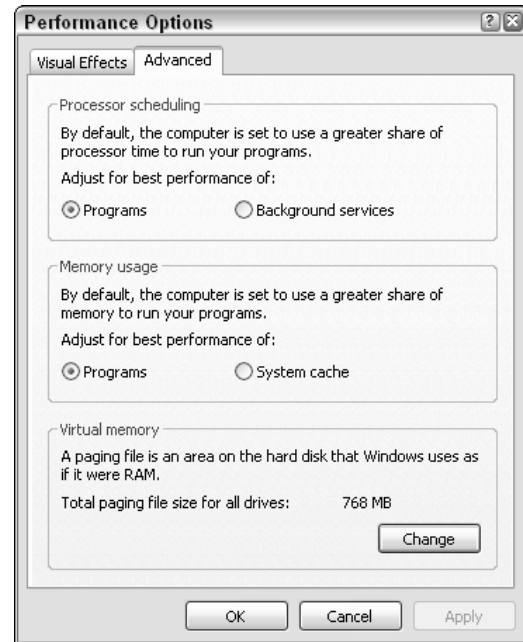 Performance Options
Visual Effects
Advanced
Processor scheduling
By default, the computer is set to use a greater share of
processor time to run your programs.
Adjust for best performance of:
Programs
Background services
Memory usage
By default, the computer is set to use a greater share of
memory to run your programs.
Adjust for best performance of:
Programs
System cache
Virtual memory
A paging file is an area on the hard disk that Windows uses as
if it were RAM.
Total paging file size for all drives: 768 MB
Change
OK
Cancel
Apply